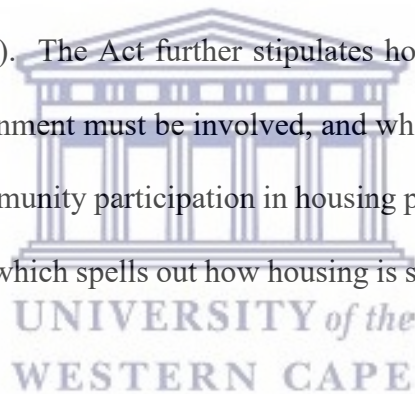 ). The Act further stipulates ho
nment must be involved, and wh
munity participation in housing p
which spells out how housing is s
UNIVERSITY of the
WESTERN CAPE